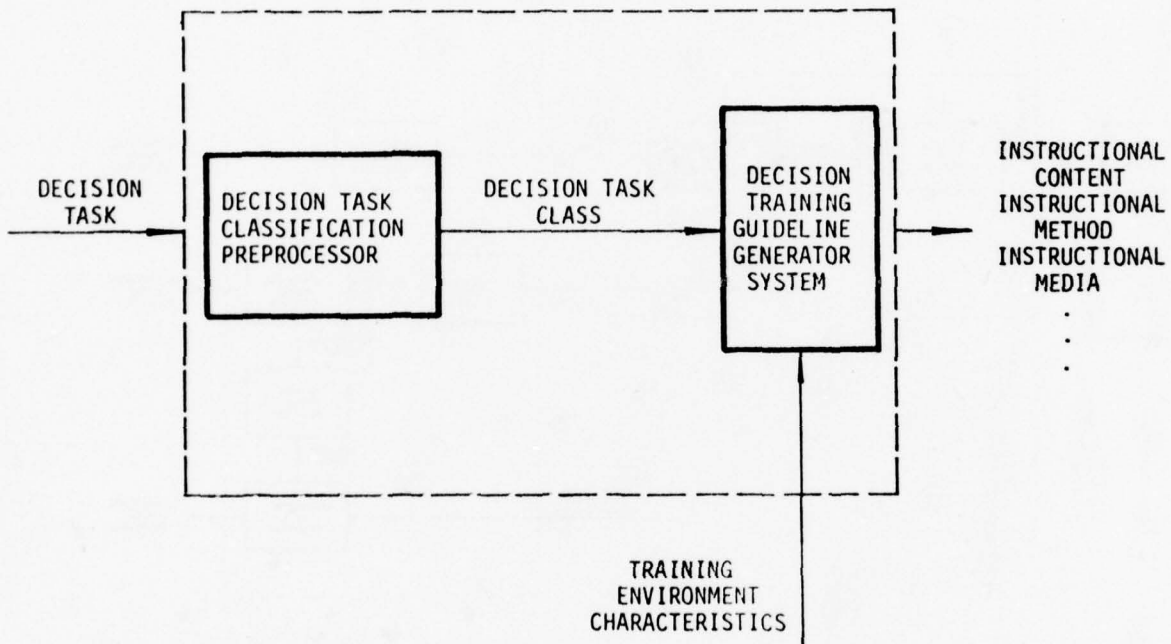 DECISION
TASK
DECISION TASK
CLASSIFICATION
PREPROCESSOR
DECISION TASK
CLASS
DECISION
TRAINING
GUIDELINE
GENERATOR
SYSTEM
INSTRUCTIONAL
CONTENT
INSTRUCTIONAL
METHOD
INSTRUCTIONAL
MEDIA
.
.
.
TRAINING
ENVIRONMENT
CHARACTERISTICS